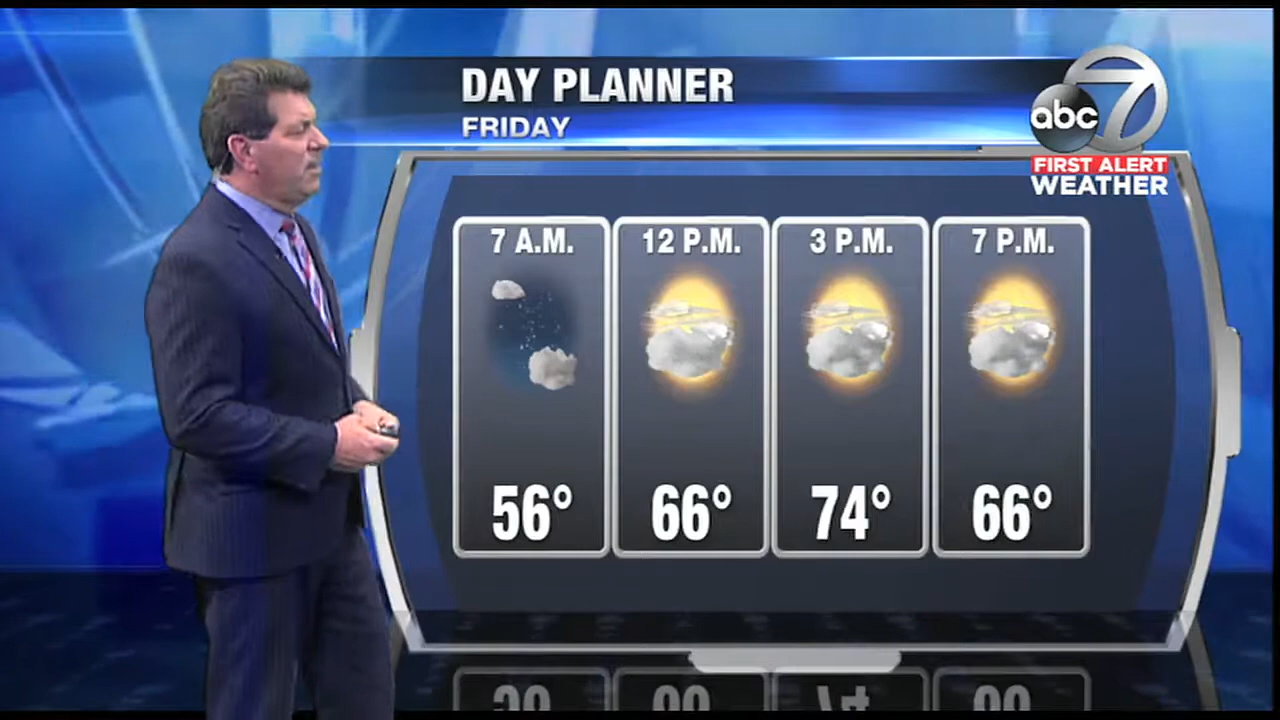 DAY PLANNER
FRIDAY
abc 7
FIRST ALERT
WEATHER
7 A.M.
12 P.M.
3 P.M.
7 P.M.
56°
66°
74°
66°